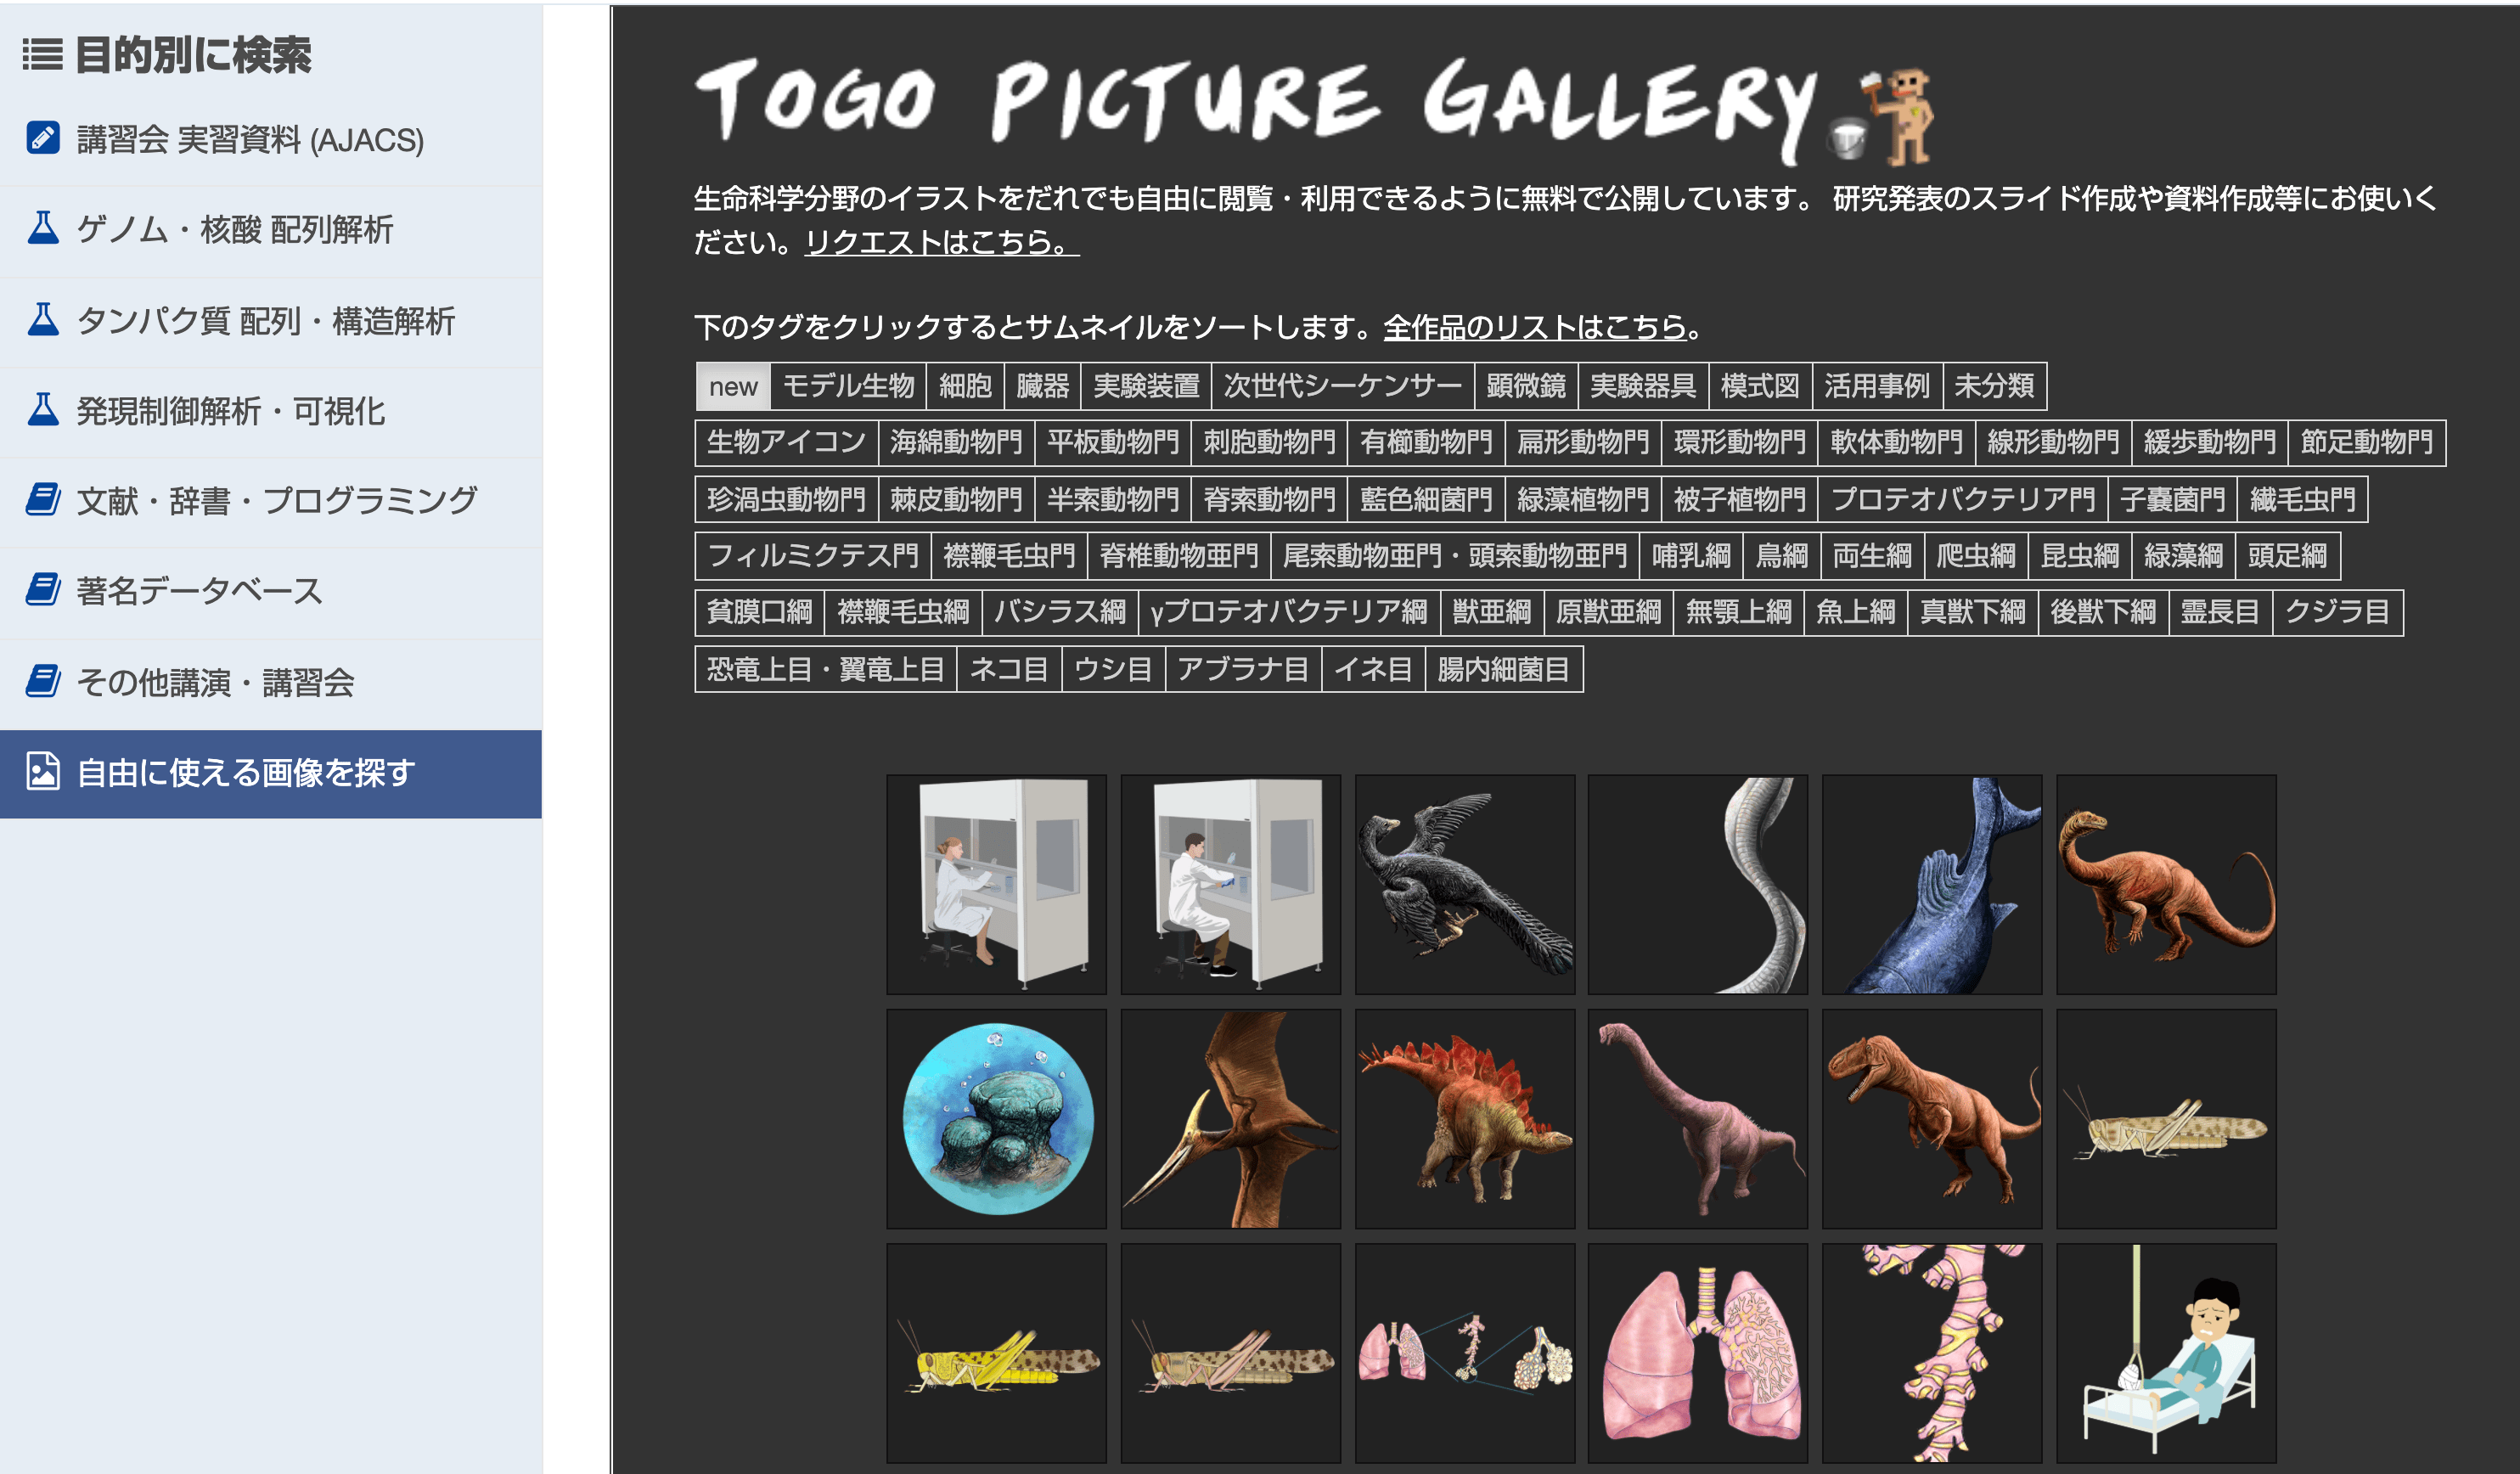 目的別に検索
講習会 実習資料 (AJACS)
ゲノム・核酸 配列解析
タンパク質 配列・構造解析
発現制御解析・可視化
文献・辞書・プログラミング
著名データベース
その他講演・講習会
自由に使える画像を探す
TOGO PICTURE GALLERY
生命科学分野のイラストをだれでも自由に閲覧・利用できるように無料で公開しています。 研究発表のスライド作成や資料作成等にお使いく
ださい。リクエストはこちら。
下のタグをクリックするとサムネイルをソートします。全作品のリストはこちら。
new モデル生物 細胞 臓器 実験装置 次世代シーケンサー 顕微鏡 実験器具 模式図 活用事例 未分類
生物アイコン 海綿動物門 平板動物門 刺胞動物門 有櫛動物門 扁形動物門 環形動物門 軟体動物門 線形動物門 緩歩動物門 節足動物門
珍渦虫動物門 棘皮動物門 半索動物門 脊索動物門 藍色細菌門 緑藻植物門 被子植物門 プロテオバクテリア門 子嚢菌門 繊毛虫門
フィルミクテス門 襟鞭毛虫門 脊椎動物亜門 尾索動物亜門・頭索動物亜門 哺乳綱 鳥綱 両生綱 爬虫綱 昆虫綱 緑藻綱 頭足綱
貧膜口綱 襟鞭毛虫綱 バシラス綱 γプロテオバクテリア綱 獣亜綱 原獣亜綱 無顎上綱 魚上綱 真獣下綱 後獣下綱 霊長目 クジラ目
恐竜上目・翼竜上目 ネコ目 ウシ目 アブラナ目 イネ目 腸内細菌目